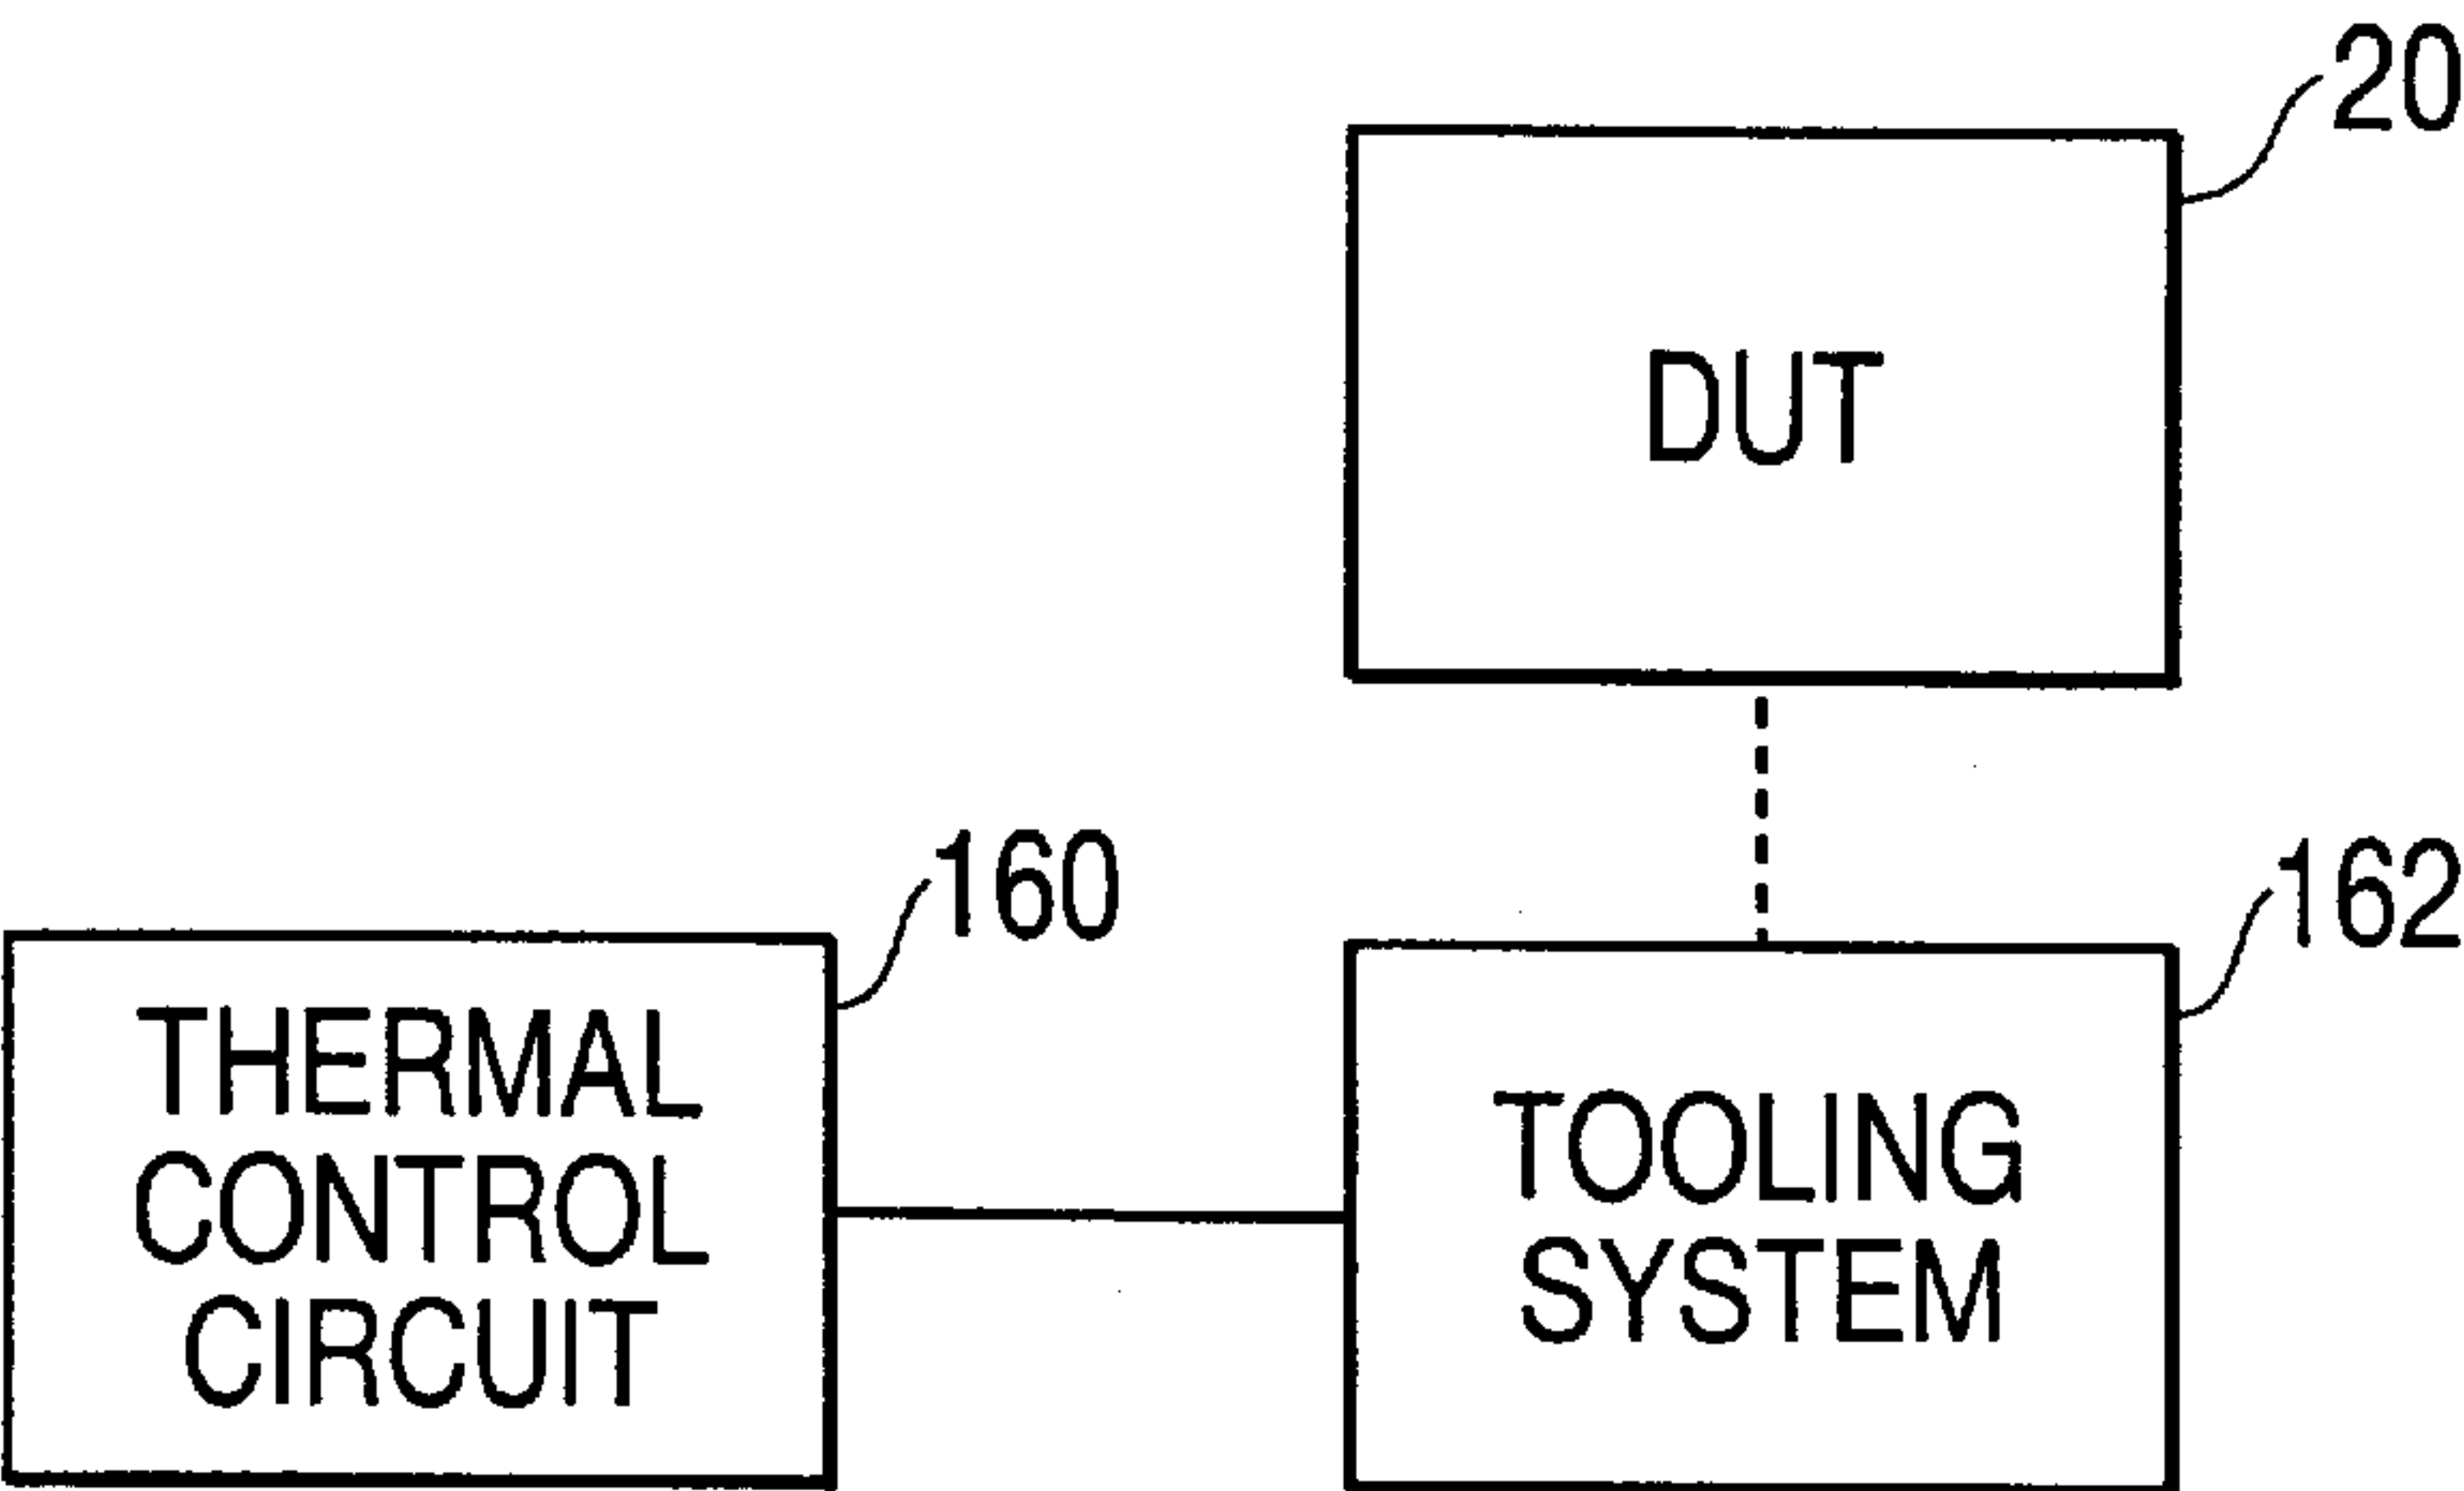 20
DUT
160
162
THERMAL
CONTROL
CIRCUIT
TOOLING
SYSTEM